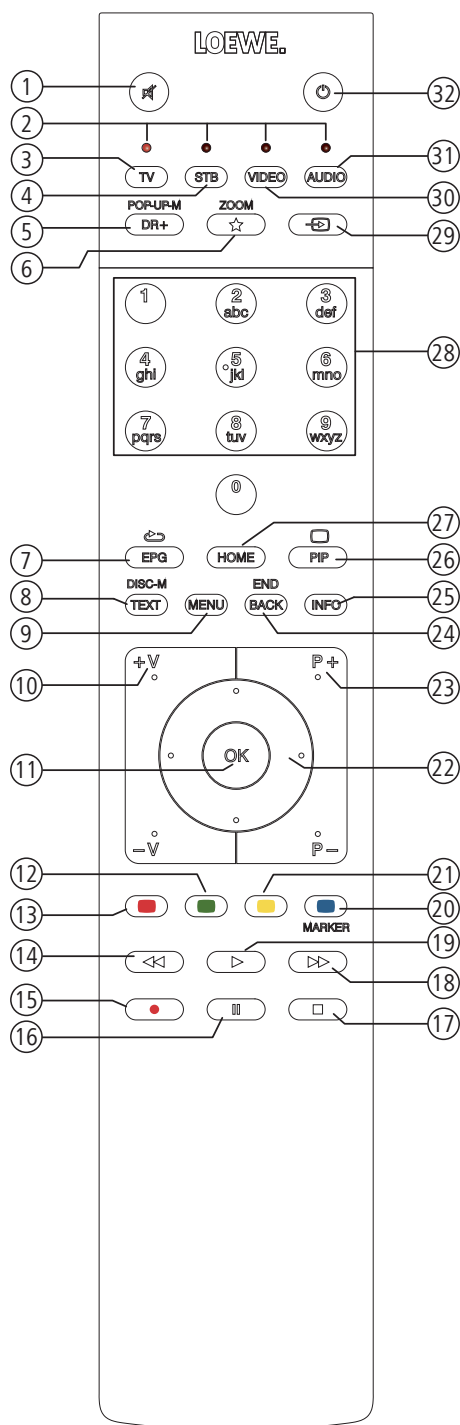 LOEWE.
1
32
2
3
TV
STB
VIDEO
AUDIO
31
4
30
POP-UP-M
ZOOM
5
DR+
29
6
1
2
abc
3
def
4
ghi
5
jkl
6
mno
28
7
pqrs
8
tuv
9
wxyz
0
27
7
EPG
HOME
PIP
26
DISC-M
END
8
TEXT
MENU
BACK
INFO
25
9
24
+V
P+
10
23
11
OK
22
-V
P-
12
21
13
20
MARKER
19
14
18
15
16
17